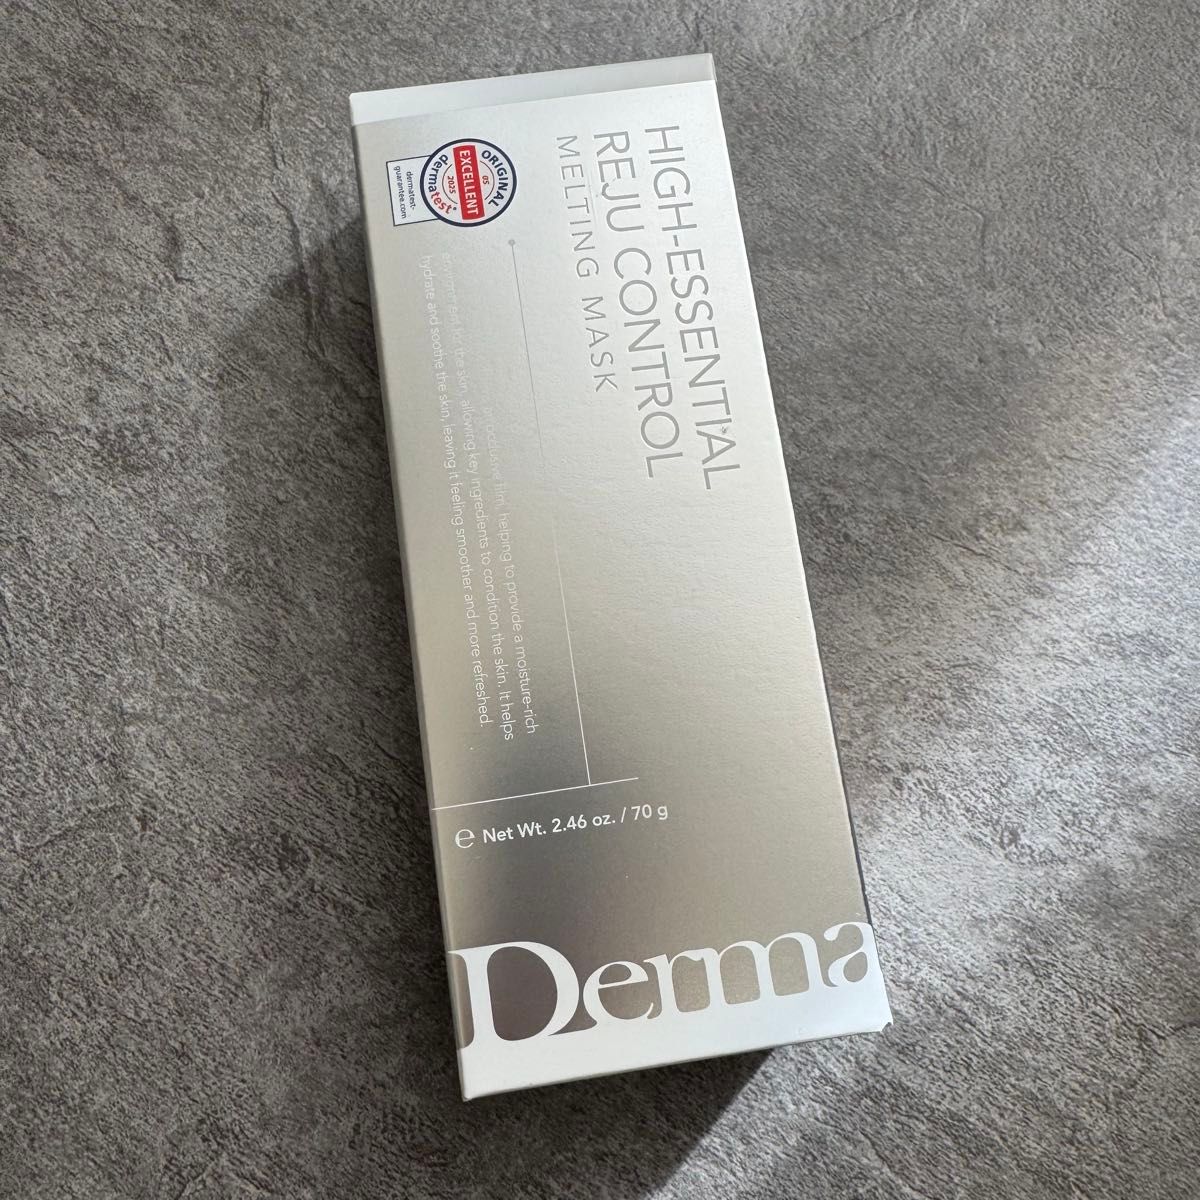 HIGH-ESSENTIAL
REJU CONTROL
MELTING MASK
ORIGINAL
05
EXCELLENT
2025
dermatest
dermatest-
guarantee.com
occlusive film, helping to provide a moisture-rich
environment for the skin, allowing key ingredients to condition the skin. It helps
hydrate and soothe the skin, leaving it feeling smoother and more refreshed.
e Net Wt. 2.46 oz. / 70 g
Derma